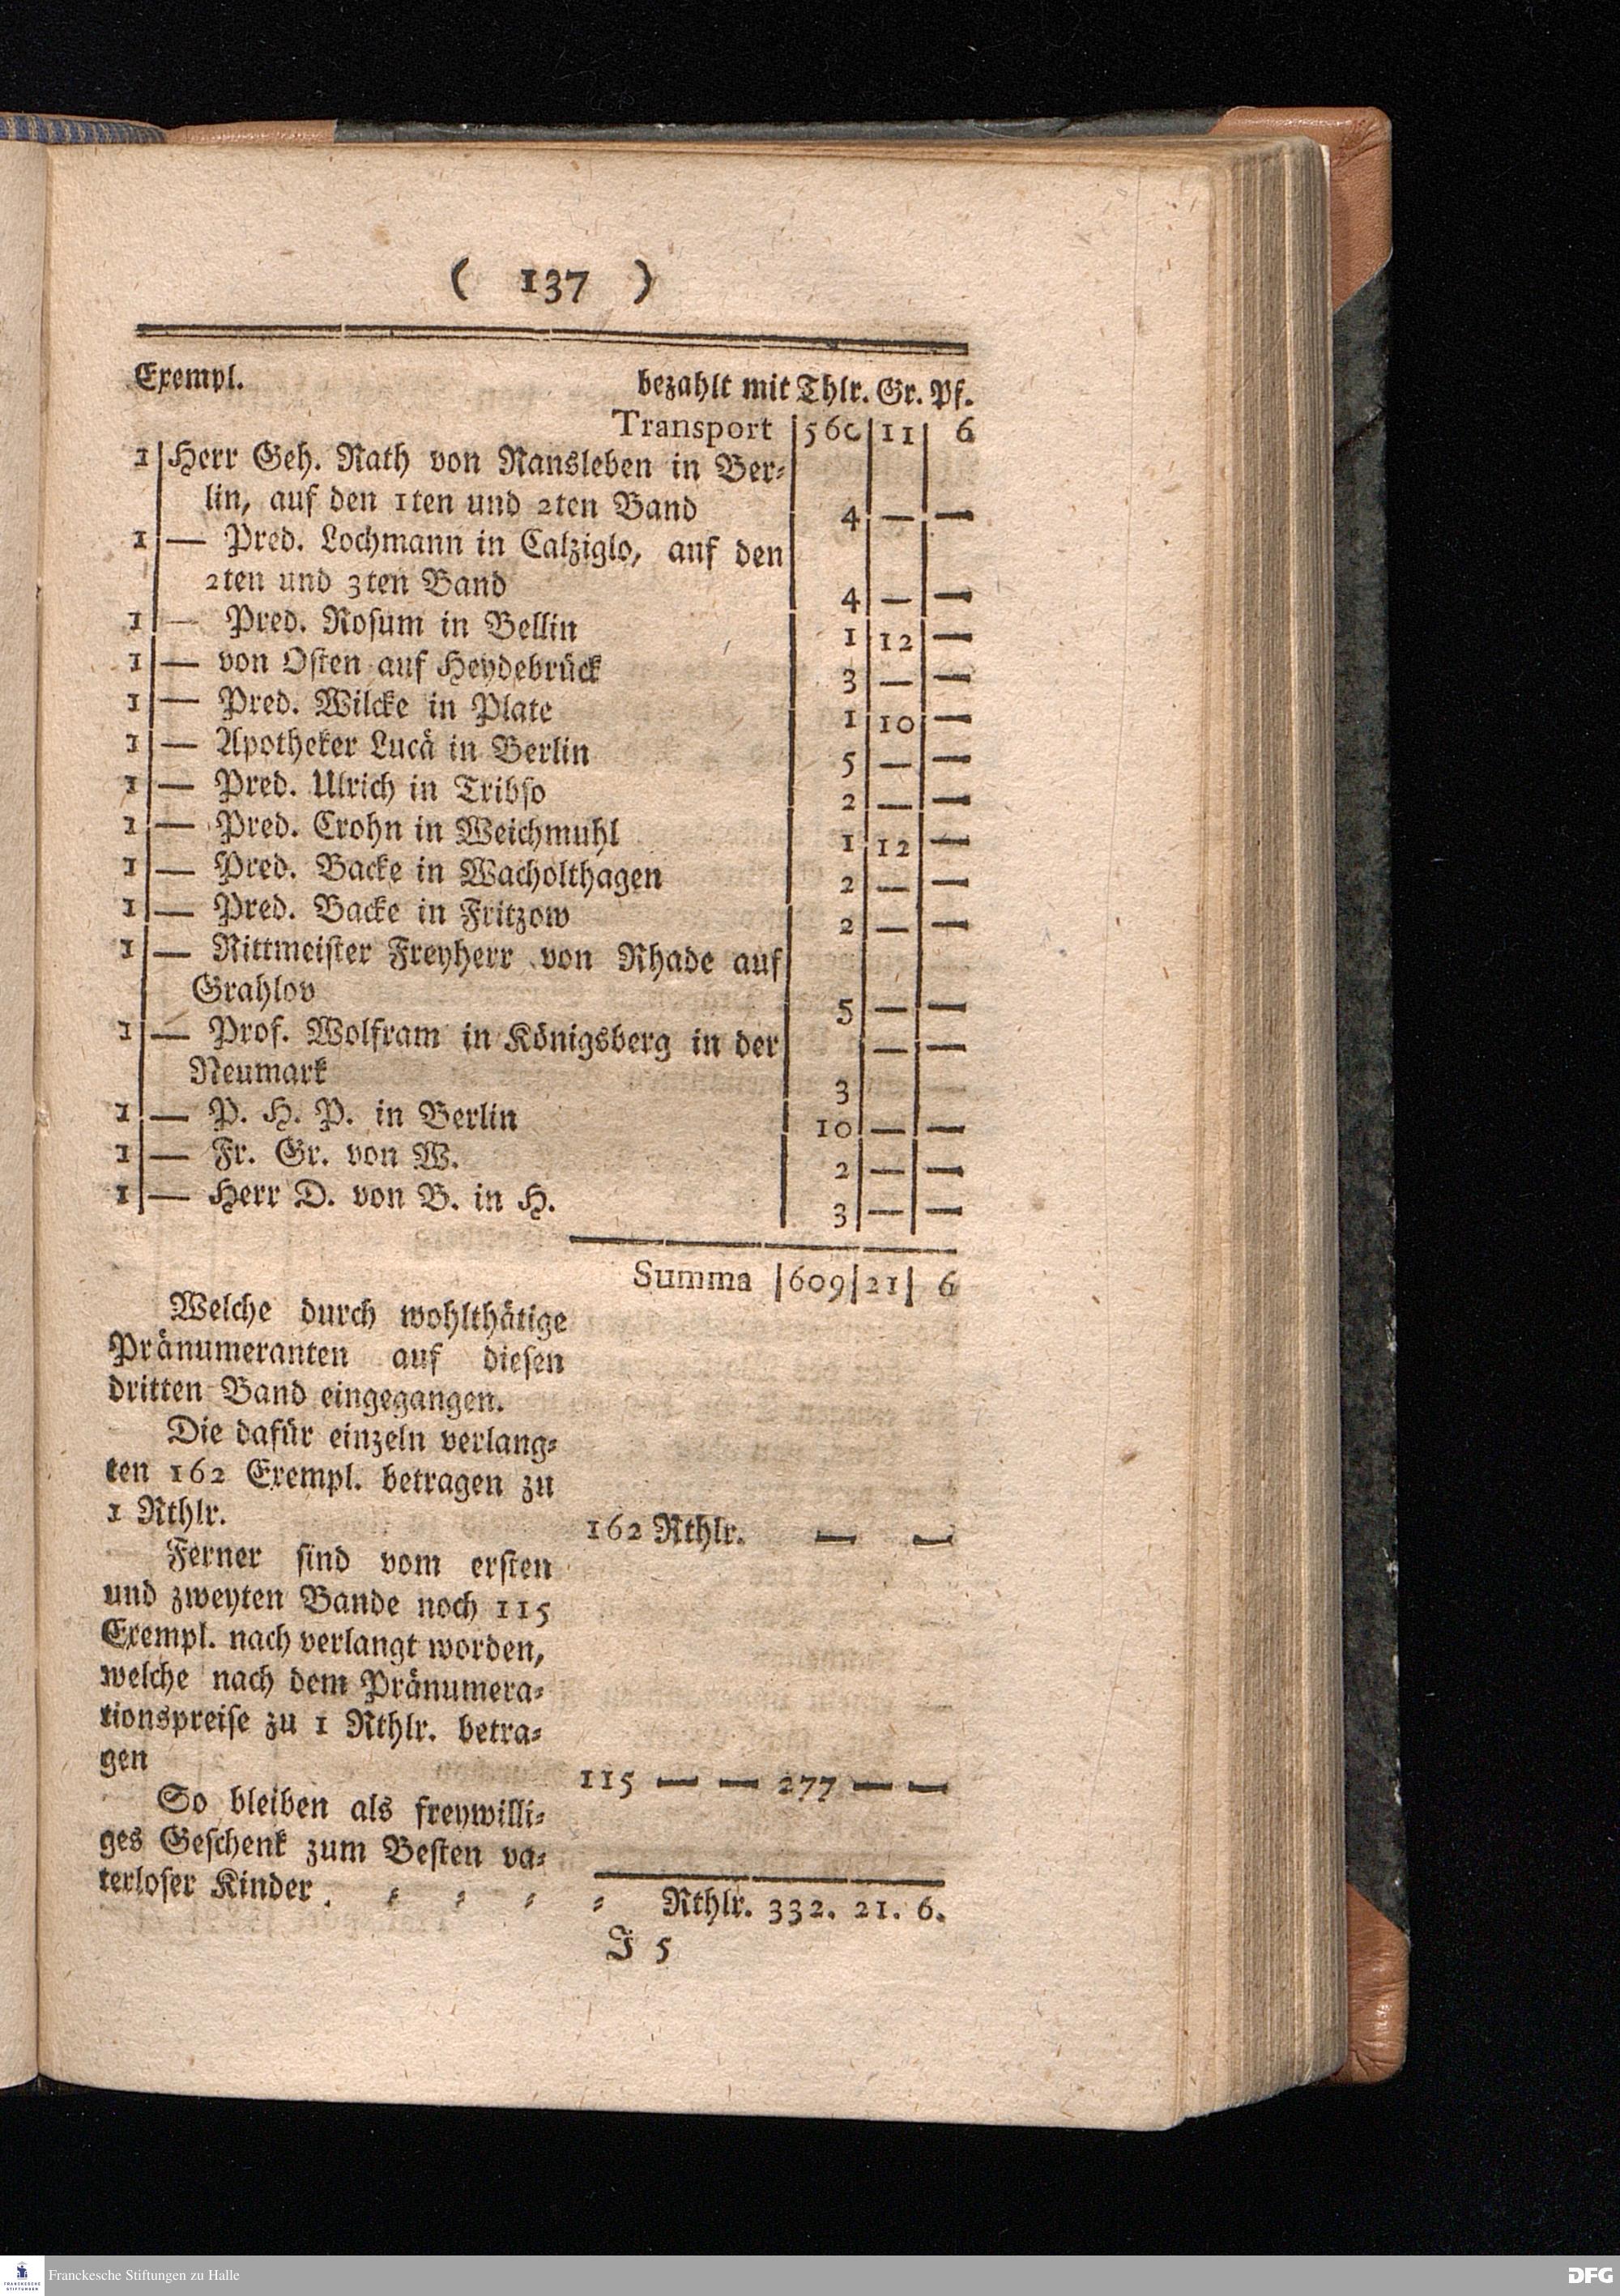 ( 137 )
Exempl. bezahlt mit Thlr. Gr. Pf.
Transport 560 11 6
1 Herr Geh. Rath von Ransleben in Ber⸗
lin, auf den 1ten und 2ten Band 4 — —
1 — Pred. Lochmann in Calziglo, auf den
2ten und 3ten Band 4 — —
1 — Pred. Rosum in Bellin 1 12 —
1 — von Osten auf Heydebrück 3 — —
1 — Pred. Wilcke in Plate 1 10 —
1 — Apotheker Lucä in Berlin 5 — —
1 — Pred. Ulrich in Tribso 2 — —
1 — Pred. Crohn in Weichmuhl 1 12 —
1 — Pred. Backe in Wacholthagen 2 — —
1 — Pred. Backe in Fritzow 2 — —
1 — Rittmeister Freyherr von Rhade auf
Grahlov 5 — —
1 — Prof. Wolfram in Königsberg in der — —
Neumark 3
1 — P. H. P. in Berlin 10 — —
1 — Fr. Gr. von W. 2 — —
1 — Herr D. von B. in H. 3 — —
Summa 609 21 6
Welche durch wohlthätige
Pränumeranten auf diesen
dritten Band eingegangen.
Die dafür einzeln verlang⸗
ten 162 Exempl. betragen zu
1 Rthlr. 162 Rthlr. — —
Ferner sind vom ersten
und zweyten Bande noch 115
Exempl. nach verlangt worden,
welche nach dem Pränumera⸗
tionspreise zu 1 Rthlr. betra⸗
gen 115 — — 277 — —
So bleiben als freywilli⸗
ges Geschenk zum Besten va⸗
terloser Kinder . ⸗ ⸗ ⸗ ⸗ Rthlr. 332. 21. 6.
J 5
FRANCKESCHE STIFTUNGEN
Franckesche Stiftungen zu Halle
DFG